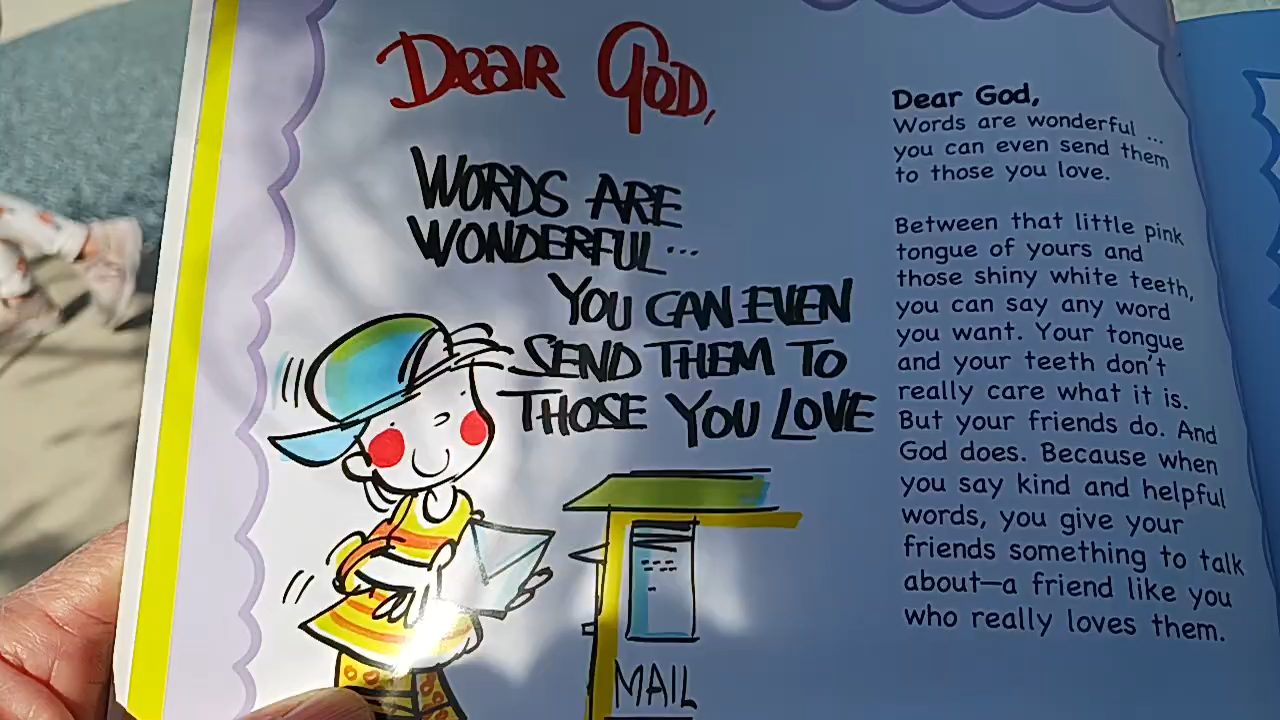 DEAR GOD,
WORDS ARE
WONDERFUL...
YOU CAN EVEN
SEND THEM TO
THOSE YOU LOVE
MAIL
Dear God,
Words are wonderful ...
you can even send them
to those you love.
Between that little pink
tongue of yours and
those shiny white teeth,
you can say any word
you want. Your tongue
and your teeth don't
really care what it is.
But your friends do. And
God does. Because when
you say kind and helpful
words, you give your
friends something to talk
about—a friend like you
who really loves them.